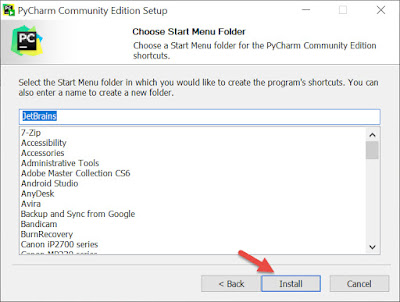 PyCharm Community Edition Setup
PC
Choose Start Menu Folder
Choose a Start Menu folder for the PyCharm Community Edition
shortcuts.
Select the Start Menu folder in which you would like to create the program's shortcuts. You can
also enter a name to create a new folder.
JetBrains
7-Zip
Accessibility
Accessories
Administrative Tools
Adobe Master Collection CS6
Android Studio
AnyDesk
Avira
Backup and Sync from Google
Bandicam
BurnRecovery
Canon iP2700 series
< Back
Install
Cancel